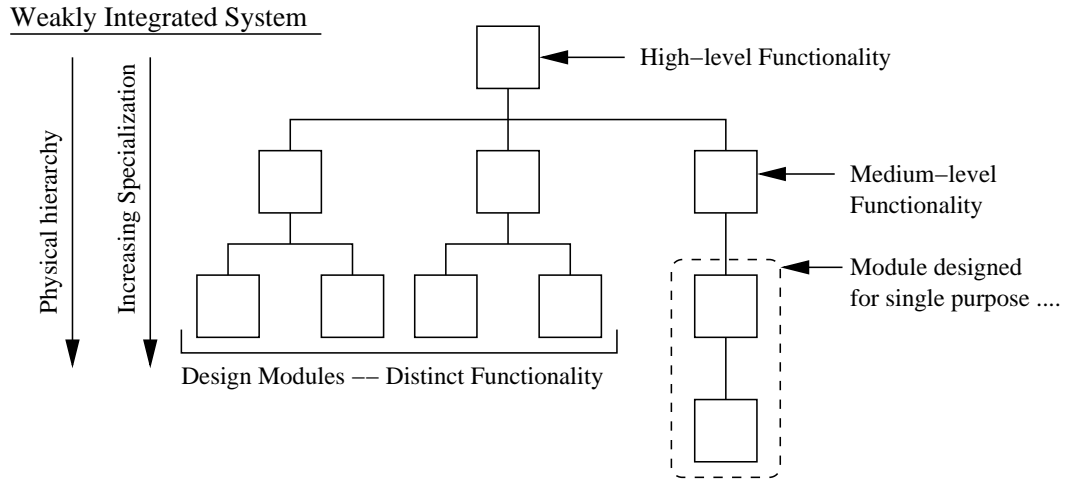 Weakly Integrated System
High−level Functionality
Physical hierarchy
Increasing Specialization
Medium−level
Functionality
Module designed
for single purpose ....
Design Modules −− Distinct Functionality